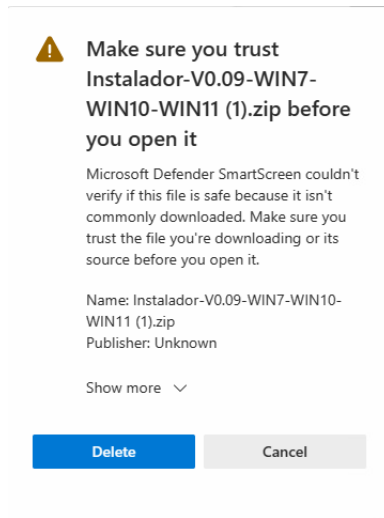 Make sure you trust
Instalador-V0.09-WIN7-
WIN10-WIN11 (1).zip before
you open it
Microsoft Defender SmartScreen couldn't
verify if this file is safe because it isn't
commonly downloaded. Make sure you
trust the file you're downloading or its
source before you open it.
Name: Instalador-V0.09-WIN7-WIN10-
WIN11 (1).zip
Publisher: Unknown
Show more
Delete
Cancel